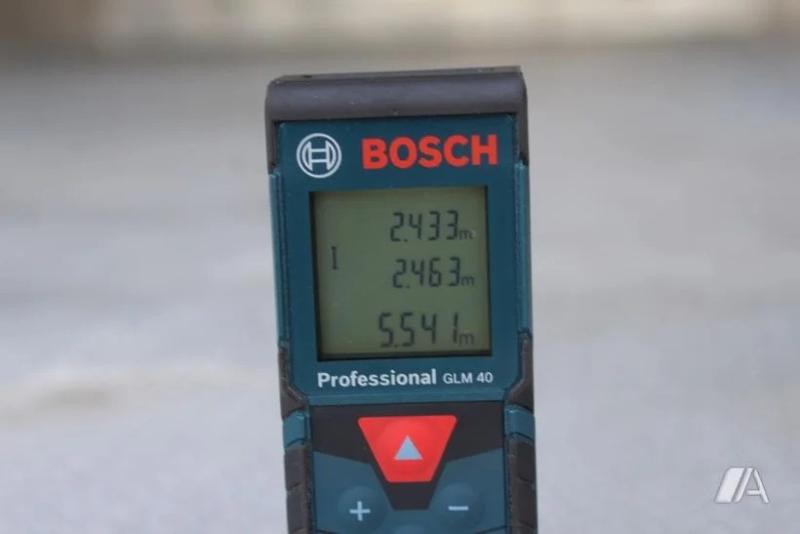 BOSCH
2.433m
I
2.463m
5.541m
Professional GLM 40
+ −
A